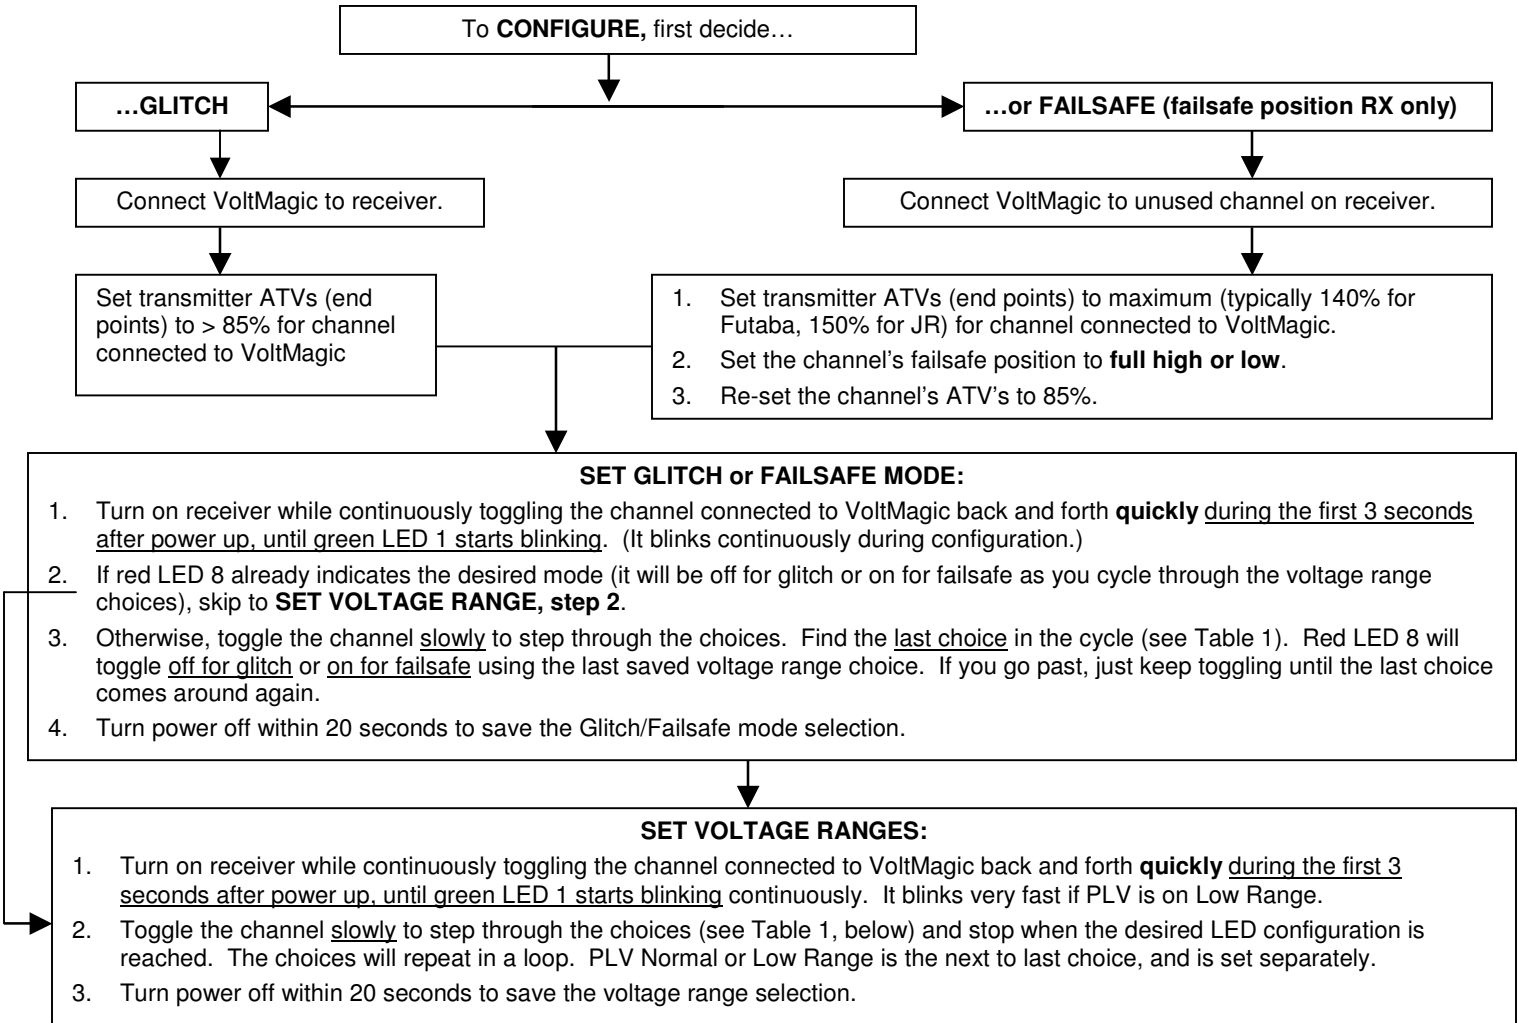 To CONFIGURE, first decide…
…GLITCH
…or FAILSAFE (failsafe position RX only)
Connect VoltMagic to receiver.
Connect VoltMagic to unused channel on receiver.
Set transmitter ATVs (end
points) to > 85% for channel
connected to VoltMagic
1. Set transmitter ATVs (end points) to maximum (typically 140% for
Futaba, 150% for JR) for channel connected to VoltMagic.
2. Set the channel's failsafe position to full high or low.
3. Re-set the channel's ATV's to 85%.
SET GLITCH or FAILSAFE MODE:
1. Turn on receiver while continuously toggling the channel connected to VoltMagic back and forth quickly during the first 3 seconds
after power up, until green LED 1 starts blinking. (It blinks continuously during configuration.)
2. If red LED 8 already indicates the desired mode (it will be off for glitch or on for failsafe as you cycle through the voltage range
choices), skip to SET VOLTAGE RANGE, step 2.
3. Otherwise, toggle the channel slowly to step through the choices. Find the last choice in the cycle (see Table 1). Red LED 8 will
toggle off for glitch or on for failsafe using the last saved voltage range choice. If you go past, just keep toggling until the last choice
comes around again.
4. Turn power off within 20 seconds to save the Glitch/Failsafe mode selection.
SET VOLTAGE RANGES:
1. Turn on receiver while continuously toggling the channel connected to VoltMagic back and forth quickly during the first 3
seconds after power up, until green LED 1 starts blinking continuously. It blinks very fast if PLV is on Low Range.
2. Toggle the channel slowly to step through the choices (see Table 1, below) and stop when the desired LED configuration is
reached. The choices will repeat in a loop. PLV Normal or Low Range is the next to last choice, and is set separately.
3. Turn power off within 20 seconds to save the voltage range selection.